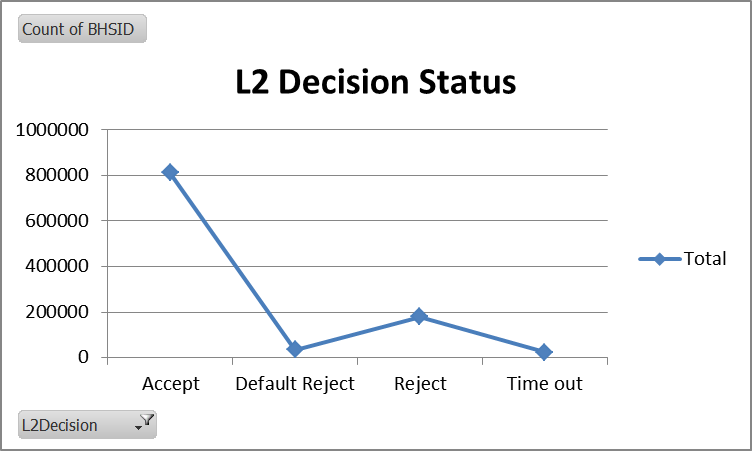 Count of BHSID
L2 Decision Status
1000000
800000
600000
400000
200000
0
Accept
Default Reject
Reject
Time out
Total
L2Decision